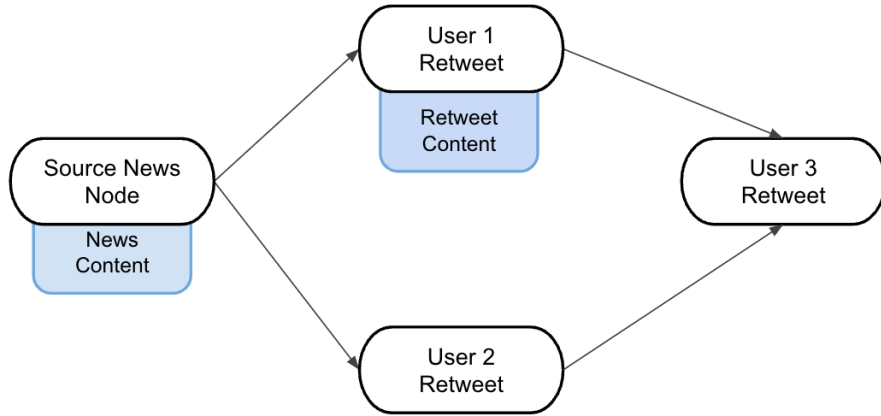 User 1
Retweet
Retweet
Content
Source News
Node
News
Content
User 3
Retweet
User 2
Retweet